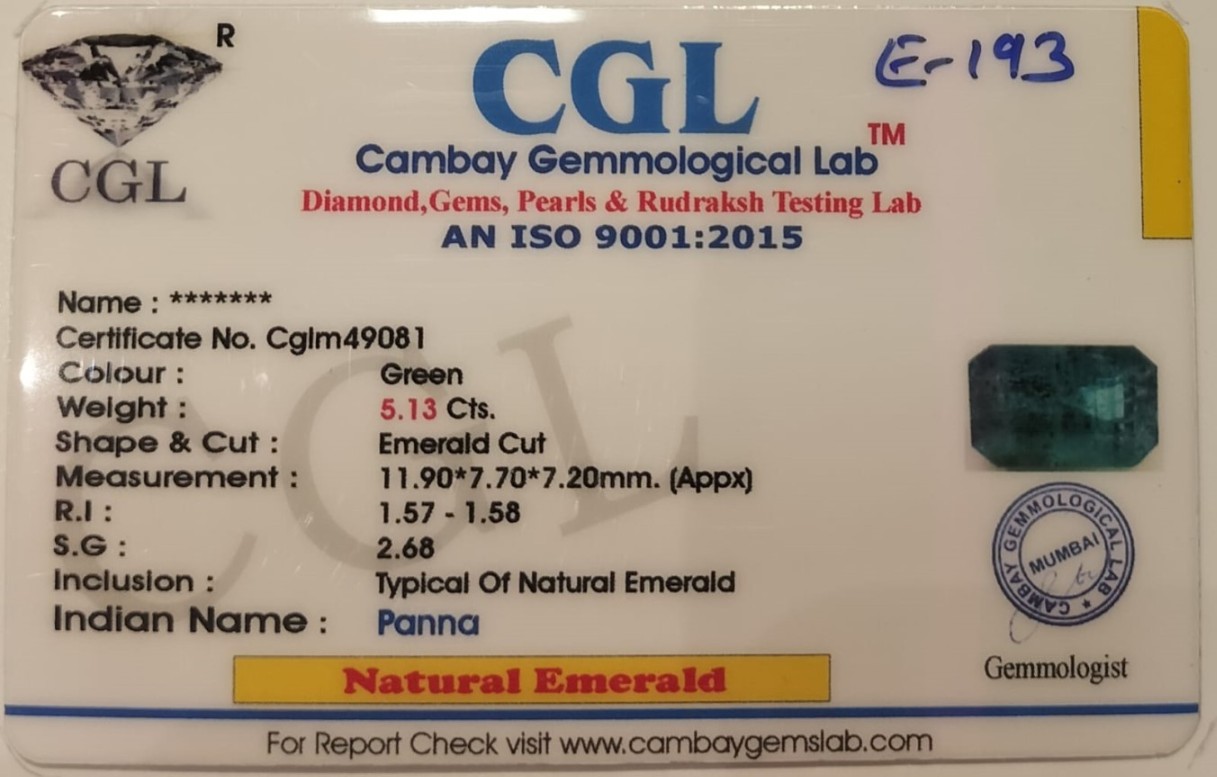 R
CGL
CGL
E-193
TM
Cambay Gemmological Lab
Diamond,Gems, Pearls & Rudraksh Testing Lab
AN ISO 9001:2015
Name : *******
Certificate No. Cglm49081
Colour : Green
Weight : 5.13 Cts.
Shape & Cut : Emerald Cut
Measurement : 11.90*7.70*7.20mm. (Appx)
R.I : 1.57 - 1.58
S.G : 2.68
Inclusion : Typical Of Natural Emerald
Indian Name : Panna
CGL
CAMBAY GEMMOLOGICAL LAB
MUMBAI
Gemmologist
Natural Emerald
For Report Check visit www.cambaygemslab.com